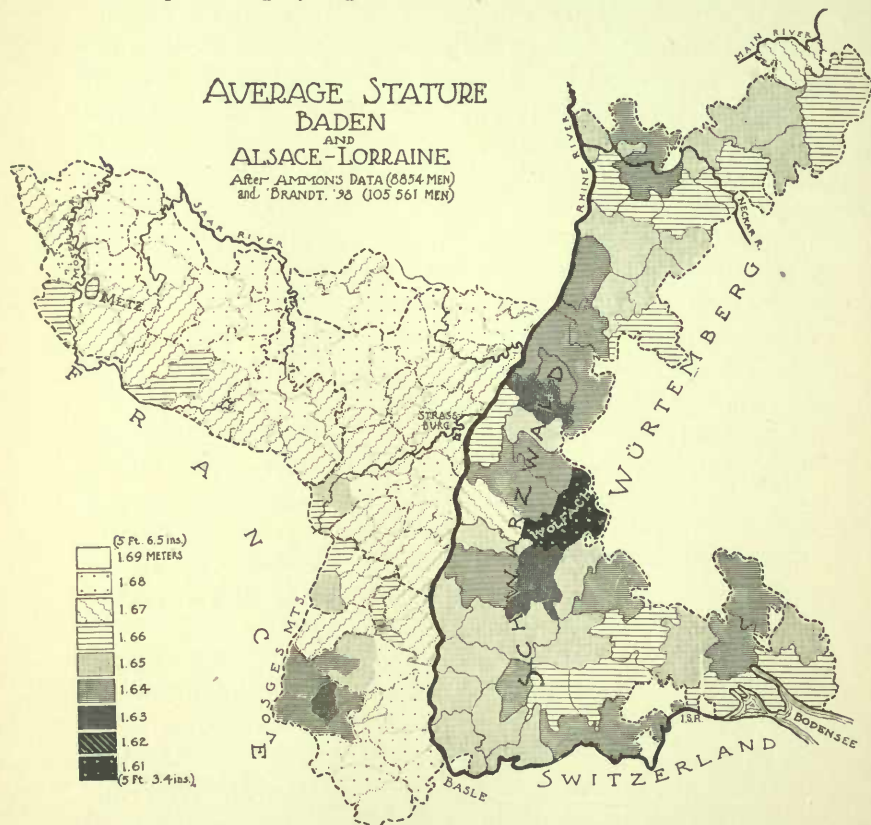 AVERAGE STATURE
BADEN
AND
ALSACE-LORRAINE
After AMMON'S DATA (8854 MEN)
and BRANDT. '98 (105 561 MEN)
MAIN RIVER
RHINE RIVER
NECKAR R.
SAAR RIVER
METZ
STRASS-
BURG
FRANCE
VOSGES MTS.
SCHWARZWALD
WOLFACH
WÜRTEMBERG
BODENSEE
I.S.R.
SWITZERLAND
BASLE
(5 Ft. 6.5 ins.)
1.69 METERS
1.68
1.67
1.66
1.65
1.64
1.63
1.62
1.61
(5 Ft. 3.4 ins.)